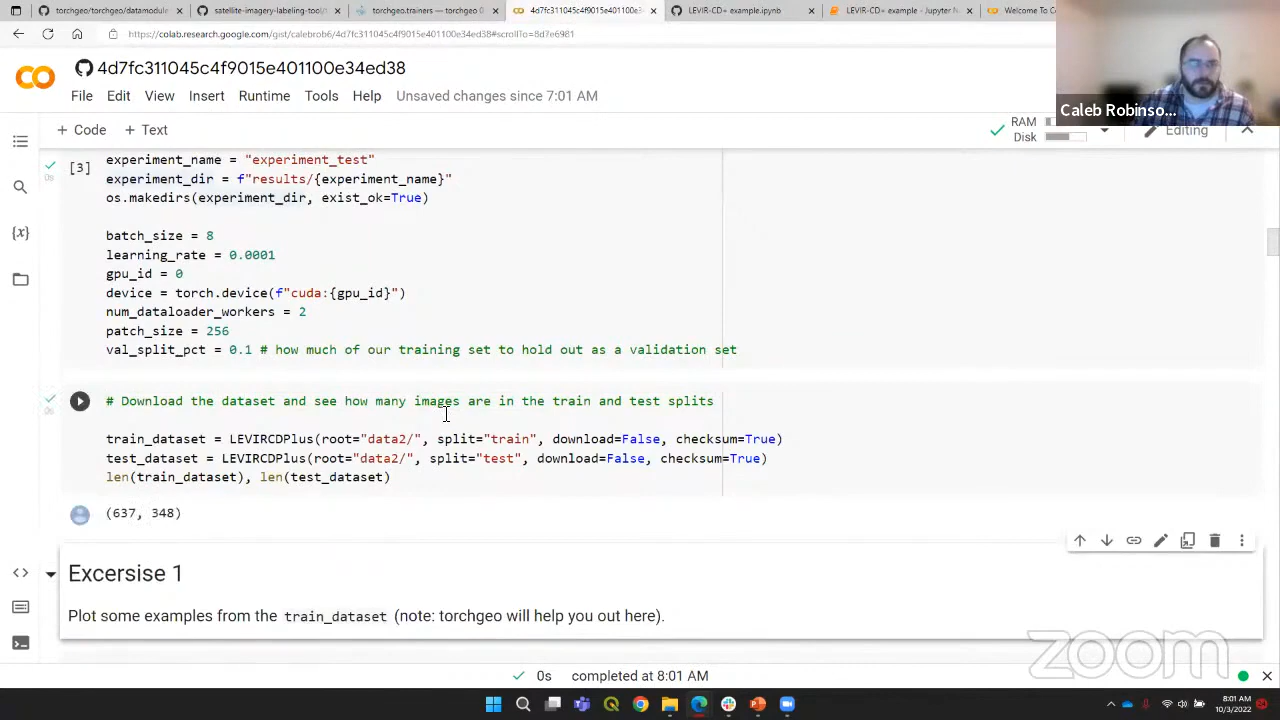 torchgeo/torchgeo/datamodule
satellite-imagery-labeling-tool/t
torchgeo.trainers — torchgeo 0
4d7fc311045c4f9015e401100e3
LEVIR-CD+ example.ipynb
LEVIR-CD+ example - Jupyter N
Welcome To C
https://colab.research.google.com/gist/calebrob6/4d7fc311045c4f9015e401100e34ed38#scrollTo=8d7e6981
4d7fc311045c4f9015e401100e34ed38
File Edit View Insert Runtime Tools Help Unsaved changes since 7:01 AM
Caleb Robinso...
+ Code + Text
RAM
Disk
Editing
[3]
0s
experiment_name = "experiment_test"
experiment_dir = f"results/{experiment_name}"
os.makedirs(experiment_dir, exist_ok=True)
batch_size = 8
learning_rate = 0.0001
gpu_id = 0
device = torch.device(f"cuda:{gpu_id}")
num_dataloader_workers = 2
patch_size = 256
val_split_pct = 0.1 # how much of our training set to hold out as a validation set
0s
# Download the dataset and see how many images are in the train and test splits
train_dataset = LEVIRCDPlus(root="data2/", split="train", download=False, checksum=True)
test_dataset = LEVIRCDPlus(root="data2/", split="test", download=False, checksum=True)
len(train_dataset), len(test_dataset)
(637, 348)
Excersise 1
Plot some examples from the train_dataset (note: torchgeo will help you out here).
zoom
0s completed at 8:01 AM
8:01 AM
10/3/2022